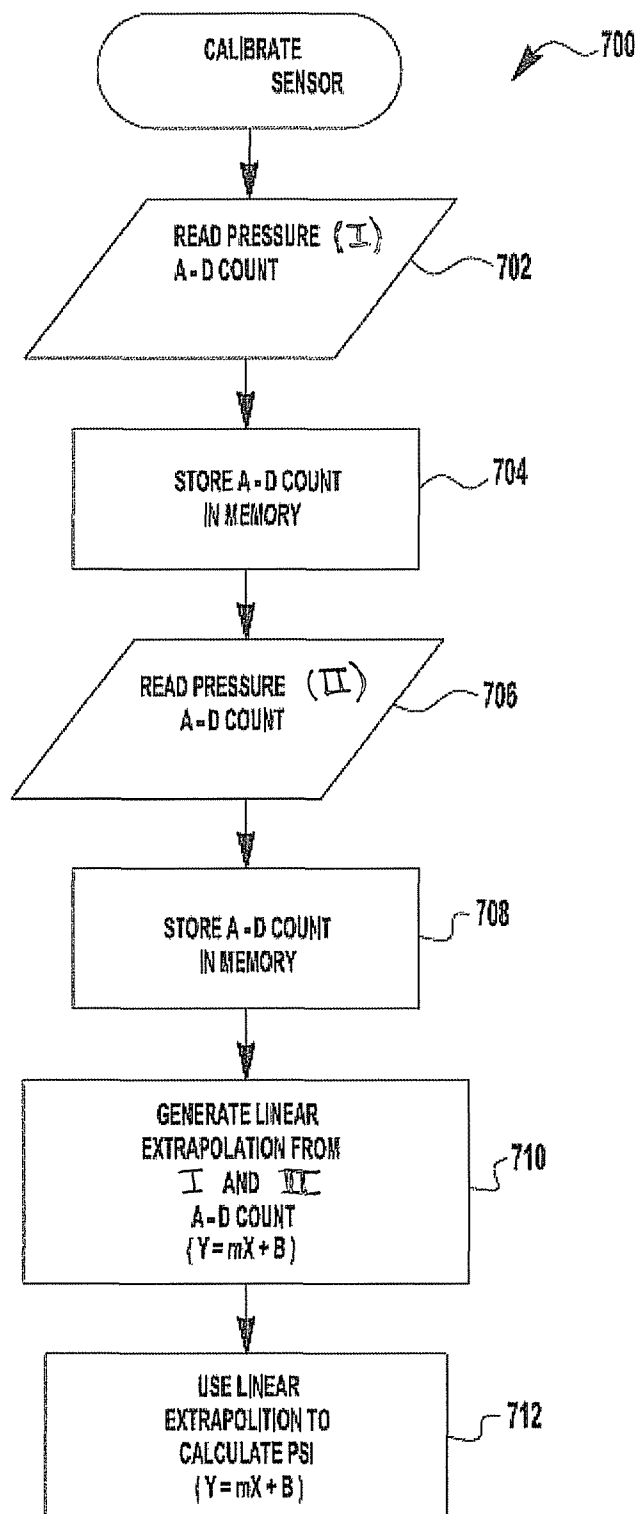 CALIBRATE
SENSOR
700
READ PRESSURE (I)
A-D COUNT
702
STORE A-D COUNT
IN MEMORY
704
READ PRESSURE (II)
A-D COUNT
706
STORE A-D COUNT
IN MEMORY
708
GENERATE LINEAR
EXTRAPOLATION FROM
I AND II
A-D COUNT
(Y=mX+B)
710
USE LINEAR
EXTRAPOLITION TO
CALCULATE PSI
(Y=mX+B)
712